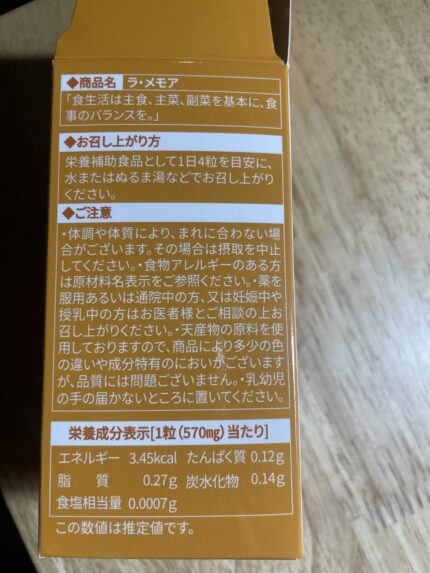 ◆商品名 ラ・メモア
「食生活は主食、主菜、副菜を基本に、食
事のバランスを。」
◆お召し上がり方
栄養補助食品として1日4粒を目安に、
水またはぬるま湯などでお召し上がり
ください。
◆ご注意
・体調や体質により、まれに合わない場
合がございます。その場合は摂取を中止
してください。・食物アレルギーのある方
は原材料名表示をご参照ください。・薬を
服用あるいは通院中の方、又は妊娠中や
授乳中の方はお医者様とご相談の上お
召し上がりください。・天産物の原料を使
用しておりますので、商品により多少の色
の違いや成分特有のにおいがございます
が、品質には問題ございません。・乳幼児
の手の届かないところに置いてください。
栄養成分表示[1粒(570㎎)当たり]
エネルギー 3.45kcal たんぱく質 0.12g
脂 質 0.27g 炭水化物 0.14g
食塩相当量 0.0007g
この数値は推定値です。